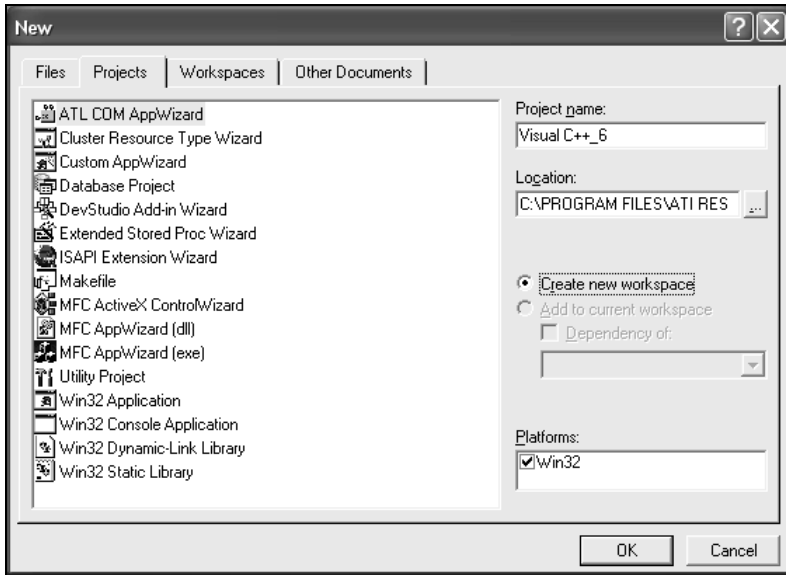 New
Files Projects Workspaces Other Documents
ATL COM AppWizard
Cluster Resource Type Wizard
Custom AppWizard
Database Project
DevStudio Add-in Wizard
Extended Stored Proc Wizard
ISAPI Extension Wizard
Makefile
MFC ActiveX ControlWizard
MFC AppWizard (dll)
MFC AppWizard (exe)
Utility Project
Win32 Application
Win32 Console Application
Win32 Dynamic-Link Library
Win32 Static Library
Project name:
Visual C++_6
Location:
C:\PROGRAM FILES\ATI RES ...
Create new workspace
Add to current workspace
Dependency of:
Platforms:
Win32
OK Cancel